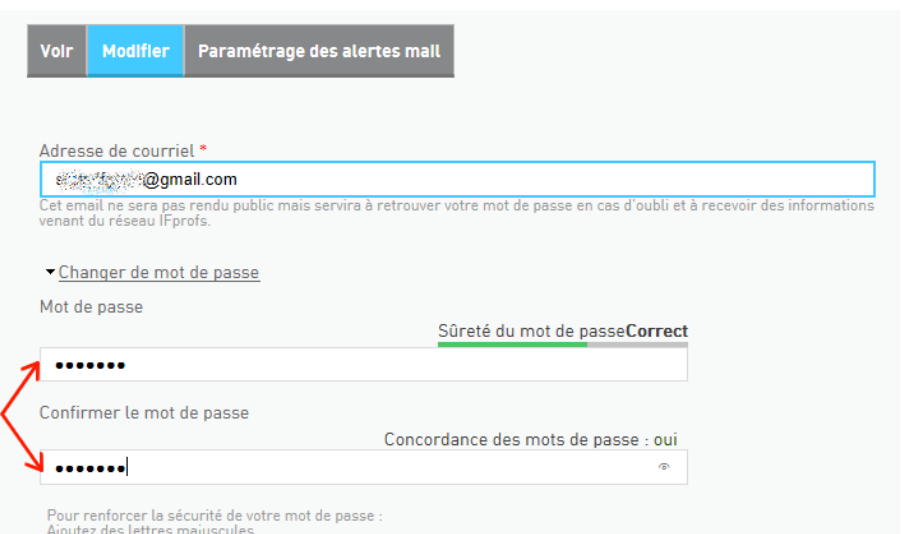 Voir Modifier Paramétrage des alertes mail
Adresse de courriel *
@gmail.com
Cet email ne sera pas rendu public mais servira à retrouver votre mot de passe en cas d'oubli et à recevoir des informations
venant du réseau IFprofs.
Changer de mot de passe
Mot de passe
Sûreté du mot de passeCorrect
•••••••
Confirmer le mot de passe
Concordance des mots de passe : oui
•••••••
Pour renforcer la sécurité de votre mot de passe :
Ajoutez des lettres majuscules